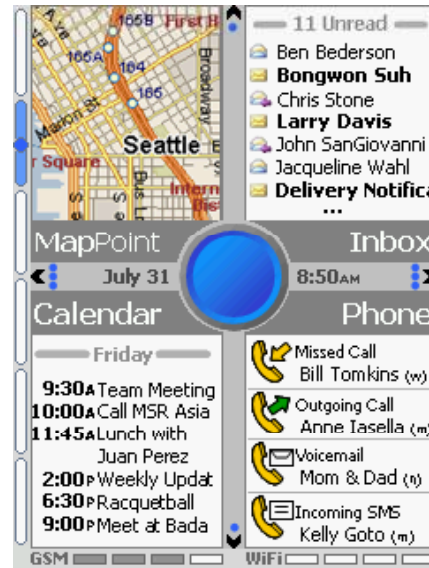 165B First H
165A
164
Broadway
165
Marion St
Seattle
r Square
Intern
Dis
11 Unread
Ben Bederson
Bongwon Suh
Chris Stone
Larry Davis
John SanGiovanni
Jacqueline Wahl
Delivery Notifica
...
MapPoint
Inbox
July 31
8:50AM
Calendar
Phone
Friday
9:30A Team Meeting
10:00A Call MSR Asia
11:45A Lunch with
Juan Perez
2:00P Weekly Updat
6:30P Racquetball
9:00P Meet at Bada
Missed Call
Bill Tomkins (w)
Outgoing Call
Anne Iasella (m)
Voicemail
Mom & Dad (h)
Incoming SMS
Kelly Goto (m)
GSM
WiFi